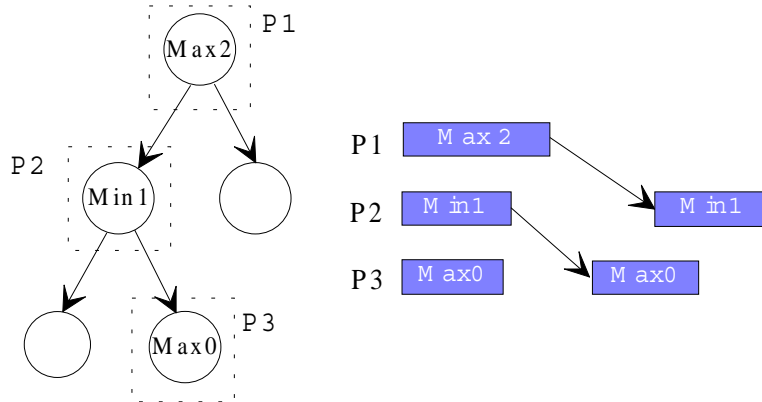 P1
Max2
P2
Min1
P3
Max0
P1 Max2
P2 Min1 Min1
P3 Max0 Max0